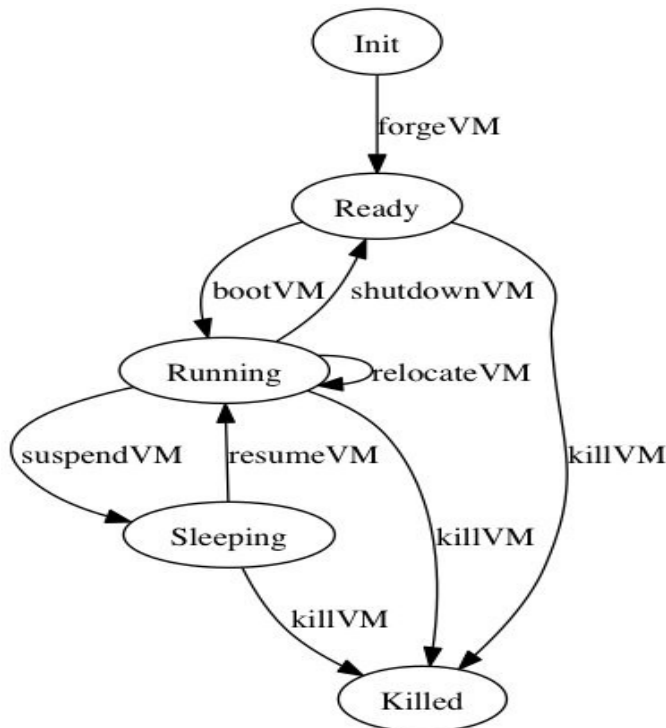 Init
forgeVM
Ready
bootVM
shutdownVM
Running
relocateVM
suspendVM
resumeVM
killVM
Sleeping
killVM
killVM
Killed